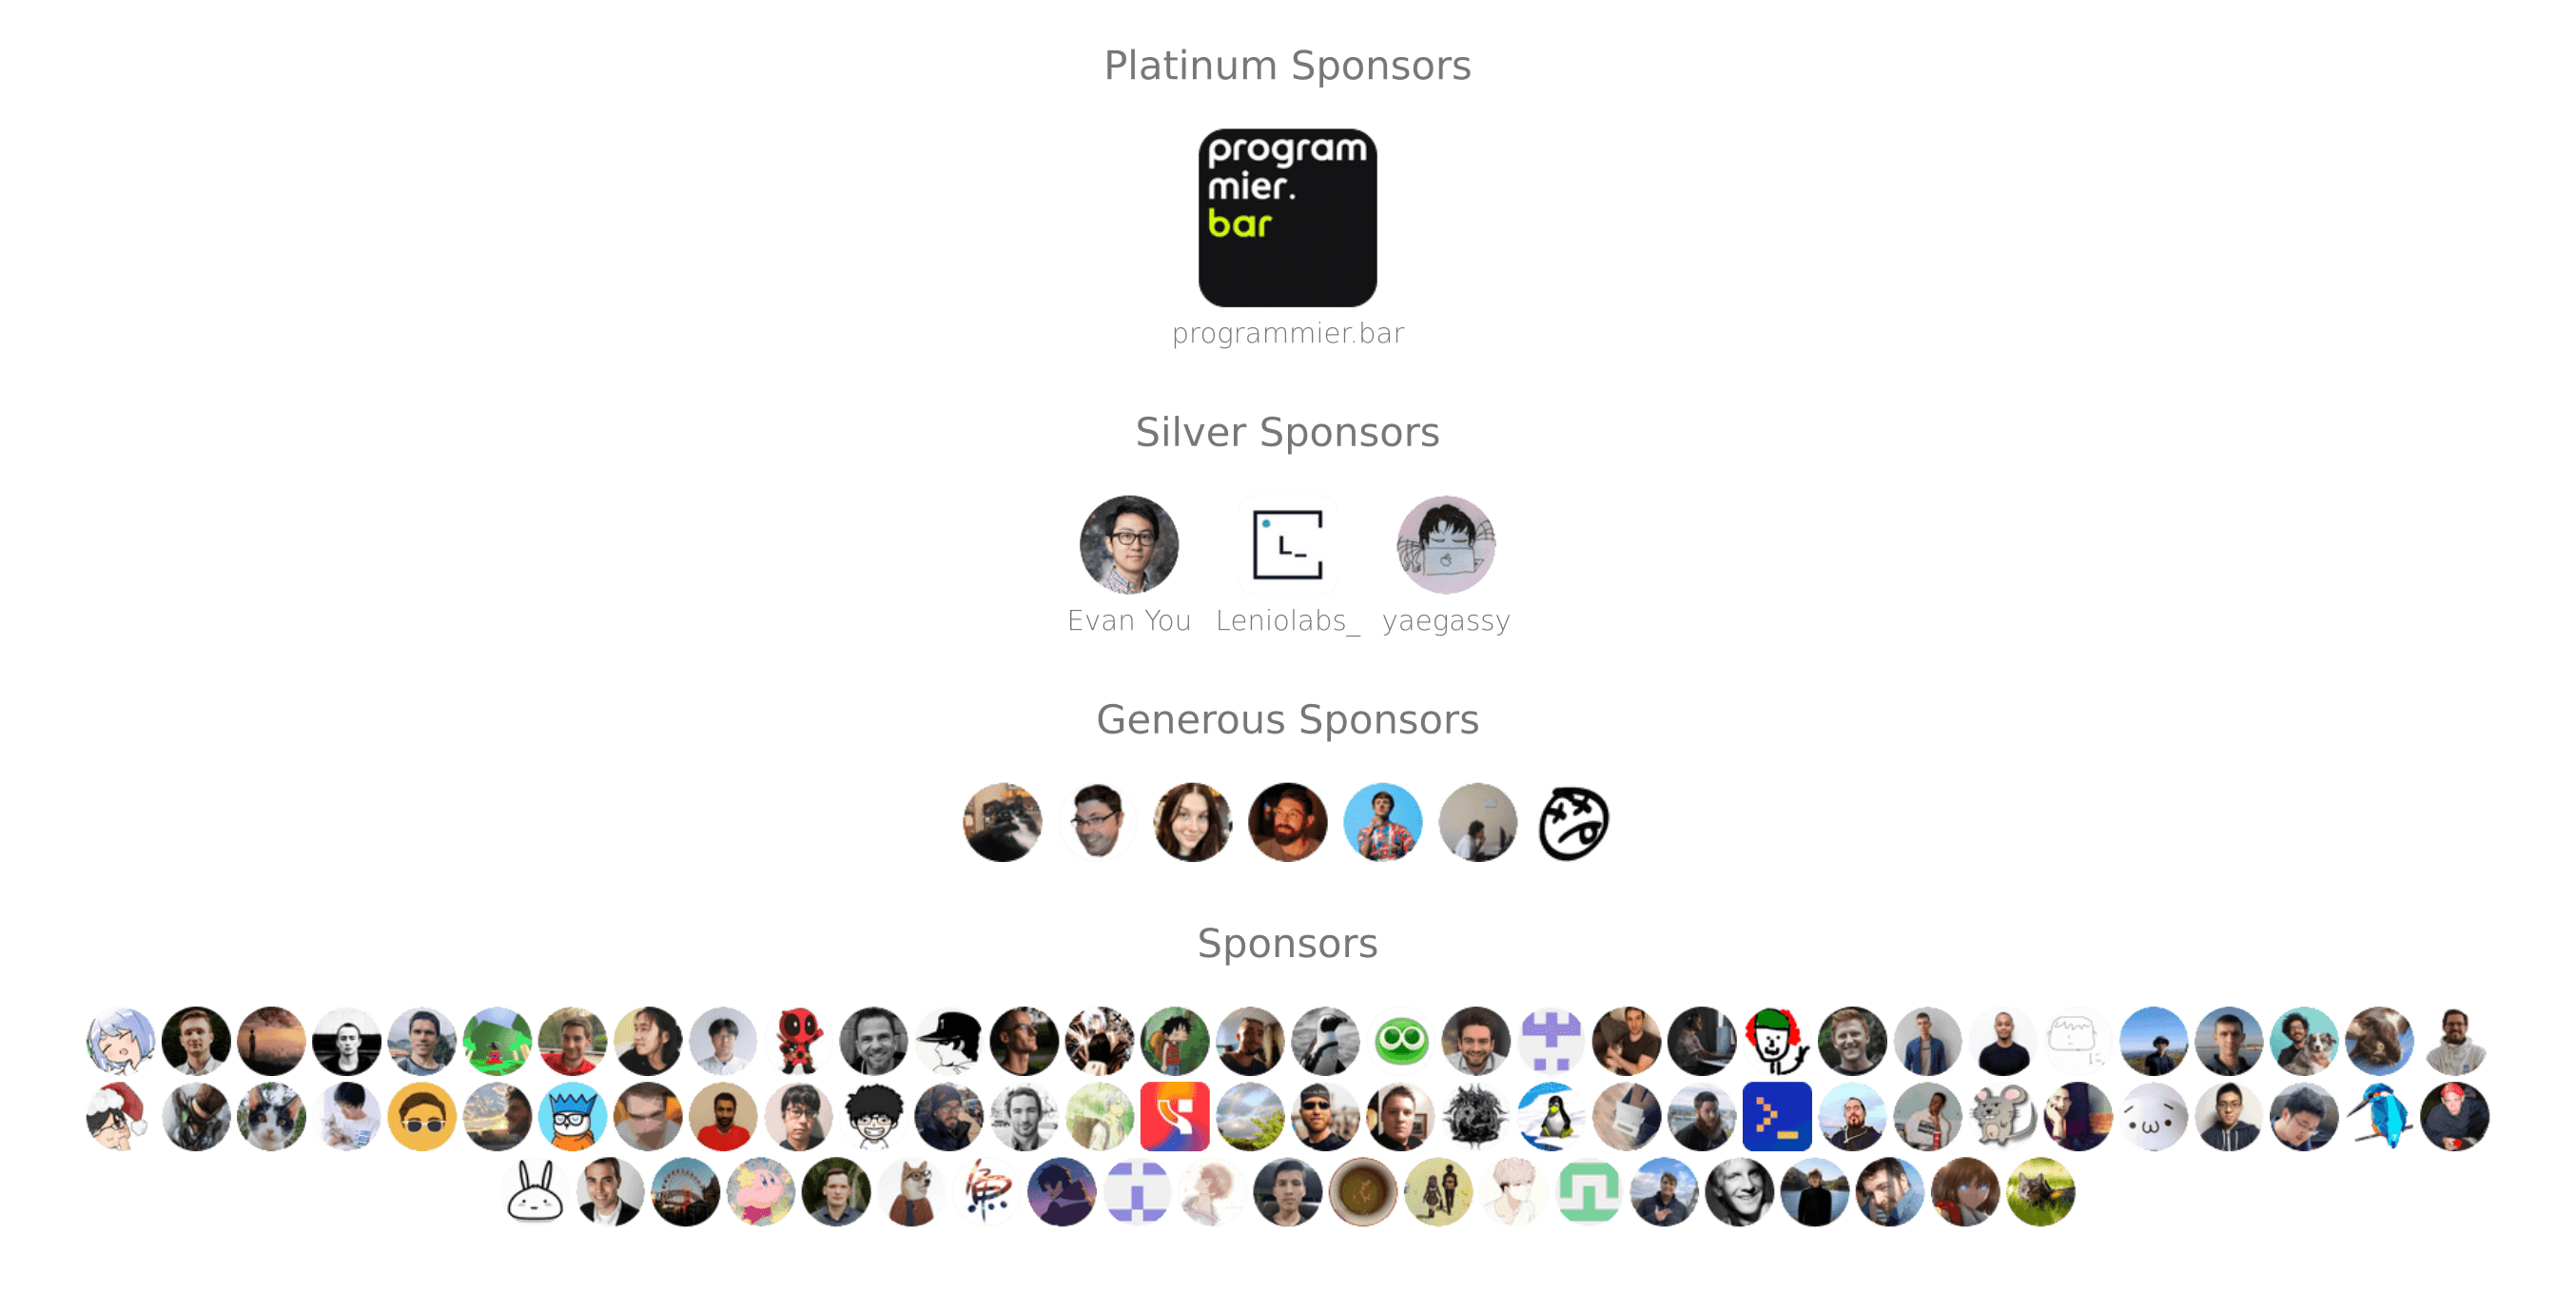 Platinum Sponsors
program
mier.
bar
programmier.bar
Silver Sponsors
L_
Evan You Leniolabs_ yaegassy
Generous Sponsors
Sponsors